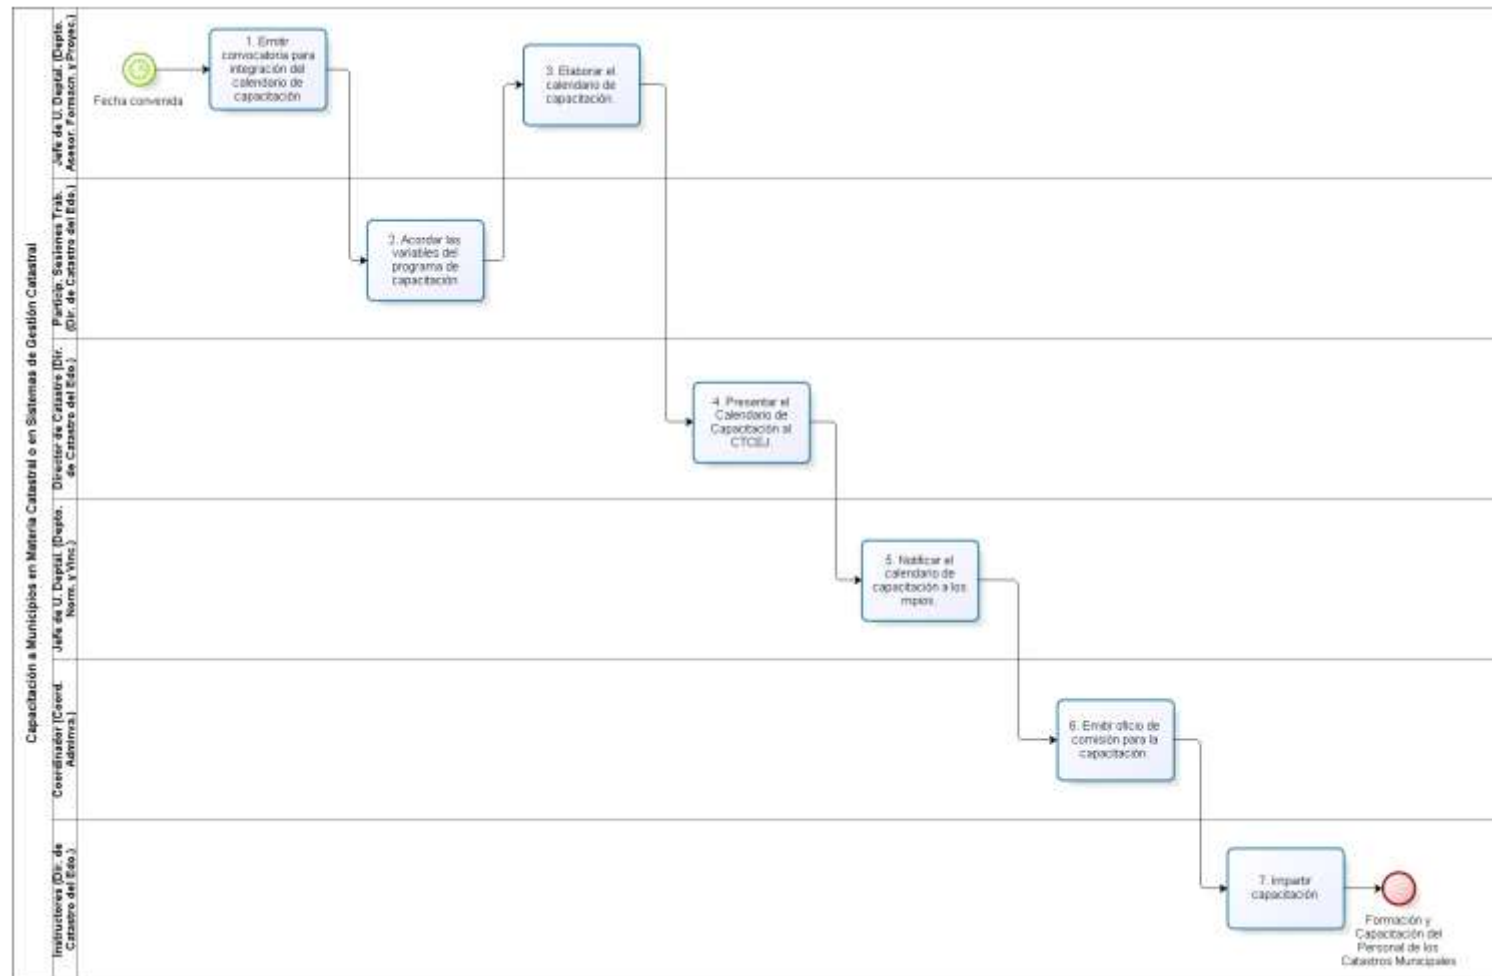 Capacitación a Municipios en Materia Catastral o en Sistemas de Gestión Catastral
Jefe de U. Deptal. (Depto.
Asesor. Formacn. y Proyec.)
Fecha convenida
1. Emitir
convocatoria para
integración del
calendario de
capacitación
3. Elaborar el
calendario de
capacitación.
Particip. Sesiones Trab.
(Dir. de Catastro del Edo.)
2. Acordar las
variables del
programa de
capacitación
Director de Catastro (Dir.
de Catastro del Edo.)
4. Presentar el
Calendario de
Capacitación al
CTCEJ
Jefe de U. Deptal. (Depto.
Norm. y Vinc.)
5. Notificar el
calendario de
capacitación a los
mpios.
Coordinador (Coord.
Adminva.)
6. Emitir oficio de
comisión para la
capacitación.
Instructores (Dir. de
Catastro del Edo.)
7. Impartir
capacitación
Formación y
Capacitación del
Personal de los
Catastros Municipales